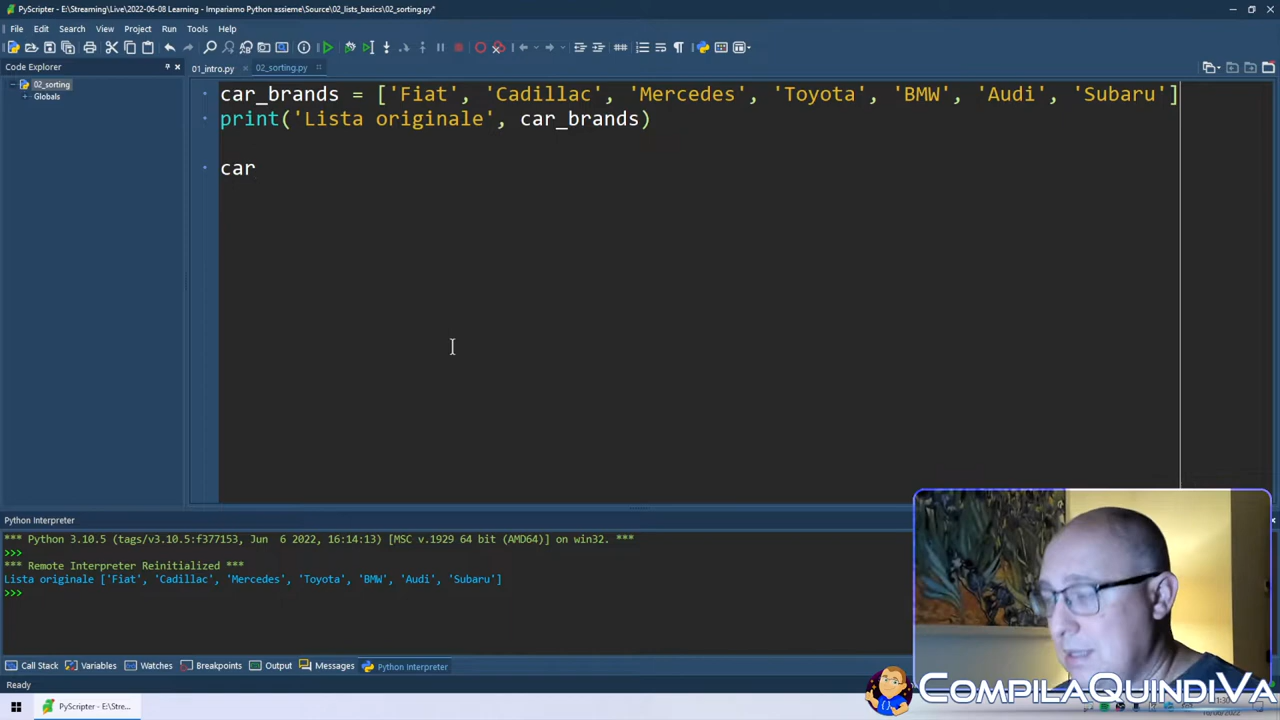 PyScripter - E:\Streaming\Live\2022-06-08 Learning - Impariamo Python assieme\Source\02_lists_basics\02_sorting.py*
File Edit Search View Project Run Tools Help
Code Explorer
01_intro.py
02_sorting.py
02_sorting
Globals
car_brands = ['Fiat', 'Cadillac', 'Mercedes', 'Toyota', 'BMW', 'Audi', 'Subaru']
print('Lista originale', car_brands)
car
Python Interpreter
*** Python 3.10.5 (tags/v3.10.5:f377153, Jun  6 2022, 16:14:13) [MSC v.1929 64 bit (AMD64)] on win32. ***
>>>
*** Remote Interpreter Reinitialized ***
Lista originale ['Fiat', 'Cadillac', 'Mercedes', 'Toyota', 'BMW', 'Audi', 'Subaru']
>>>
Call Stack Variables Watches Breakpoints Output Messages Python Interpreter
Ready
COMPILAQUINDIVA
PyScripter - E:\Stre...